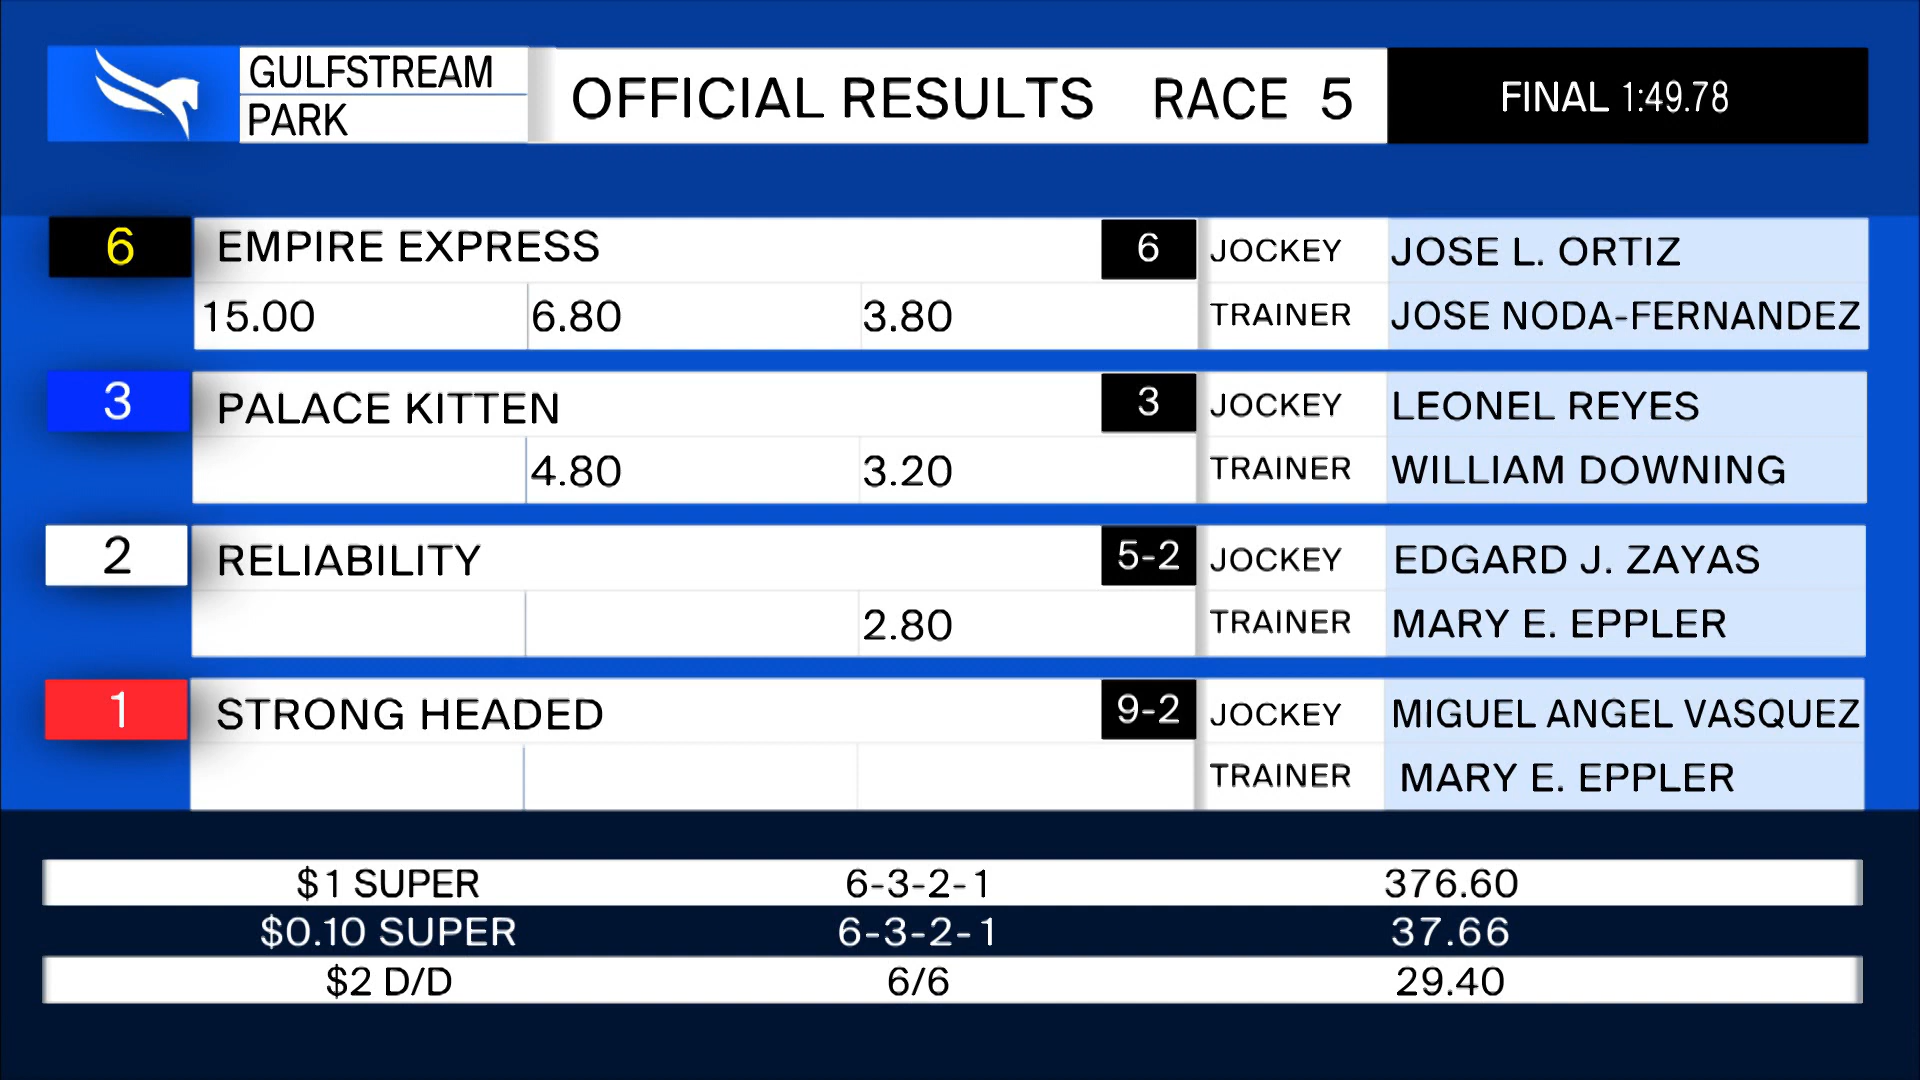 GULFSTREAM
PARK
OFFICIAL RESULTS RACE 5
FINAL 1:49.78
6 EMPIRE EXPRESS 6 JOCKEY JOSE L. ORTIZ
15.00 6.80 3.80 TRAINER JOSE NODA-FERNANDEZ
3 PALACE KITTEN 3 JOCKEY LEONEL REYES
4.80 3.20 TRAINER WILLIAM DOWNING
2 RELIABILITY 5-2 JOCKEY EDGARD J. ZAYAS
2.80 TRAINER MARY E. EPPLER
1 STRONG HEADED 9-2 JOCKEY MIGUEL ANGEL VASQUEZ
TRAINER MARY E. EPPLER
$1 SUPER 6-3-2-1 376.60
$0.10 SUPER 6-3-2-1 37.66
$2 D/D 6/6 29.40